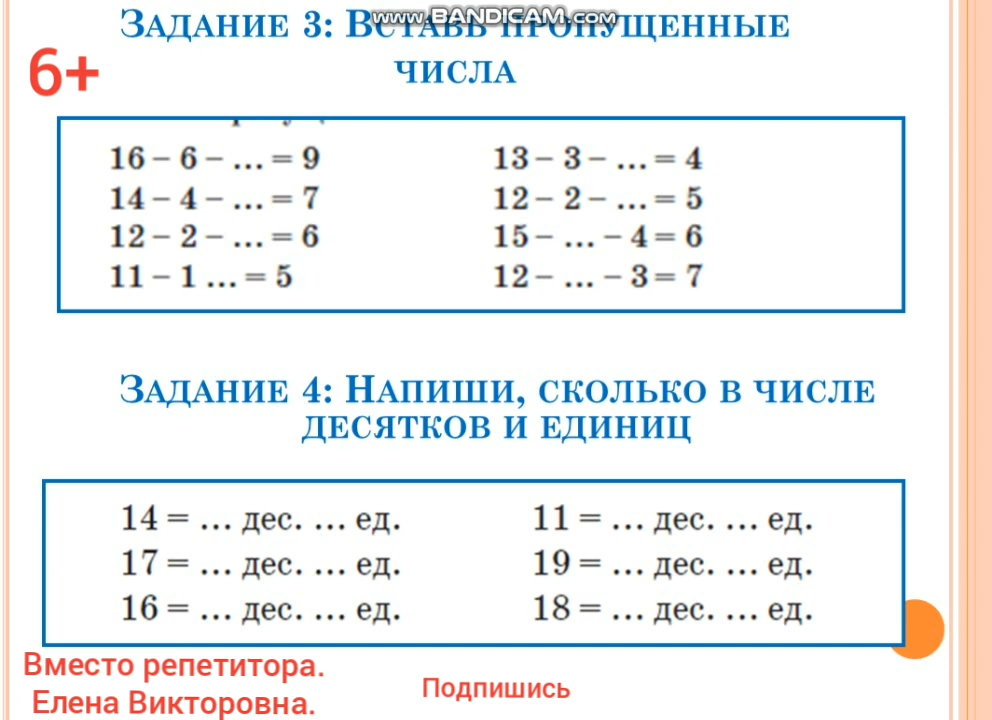 www.BANDICAM.com
Задание 3: Вставь пропущенные
числа
6+
16 – 6 – ... = 9
14 – 4 – ... = 7
12 – 2 – ... = 6
11 – 1 ... = 5
13 – 3 – ... = 4
12 – 2 – ... = 5
15 – ... – 4 = 6
12 – ... – 3 = 7
Задание 4: Напиши, сколько в числе
десятков и единиц
14 = ... дес. ... ед.
17 = ... дес. ... ед.
16 = ... дес. ... ед.
11 = ... дес. ... ед.
19 = ... дес. ... ед.
18 = ... дес. ... ед.
Вместо репетитора.
Елена Викторовна.
Подпишись